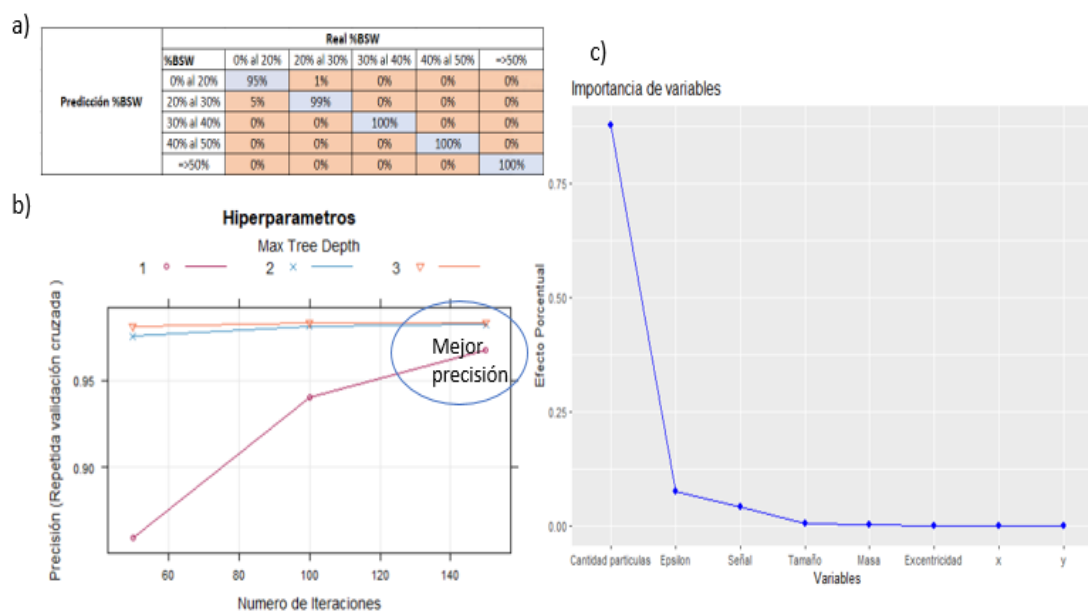 a)
Real %BSW
%BSW 0% al 20% 20% al 30% 30% al 40% 40% al 50% =>50%
Predicción %BSW
0% al 20% 95% 1% 0% 0% 0%
20% al 30% 5% 99% 0% 0% 0%
30% al 40% 0% 0% 100% 0% 0%
40% al 50% 0% 0% 0% 100% 0%
=>50% 0% 0% 0% 0% 100%
b)
Hiperparametros
Max Tree Depth
1 2 3
Precisión (Repetida validación cruzada )
0.95
0.90
Mejor
precisión
60 80 100 120 140
Numero de Iteraciones
c)
Importancia de variables
Efecto Porcentual
0.75
0.50
0.25
0.00
Cantidad particulas Epsilon Señal Tamaño Masa Excentricidad x y
Variables